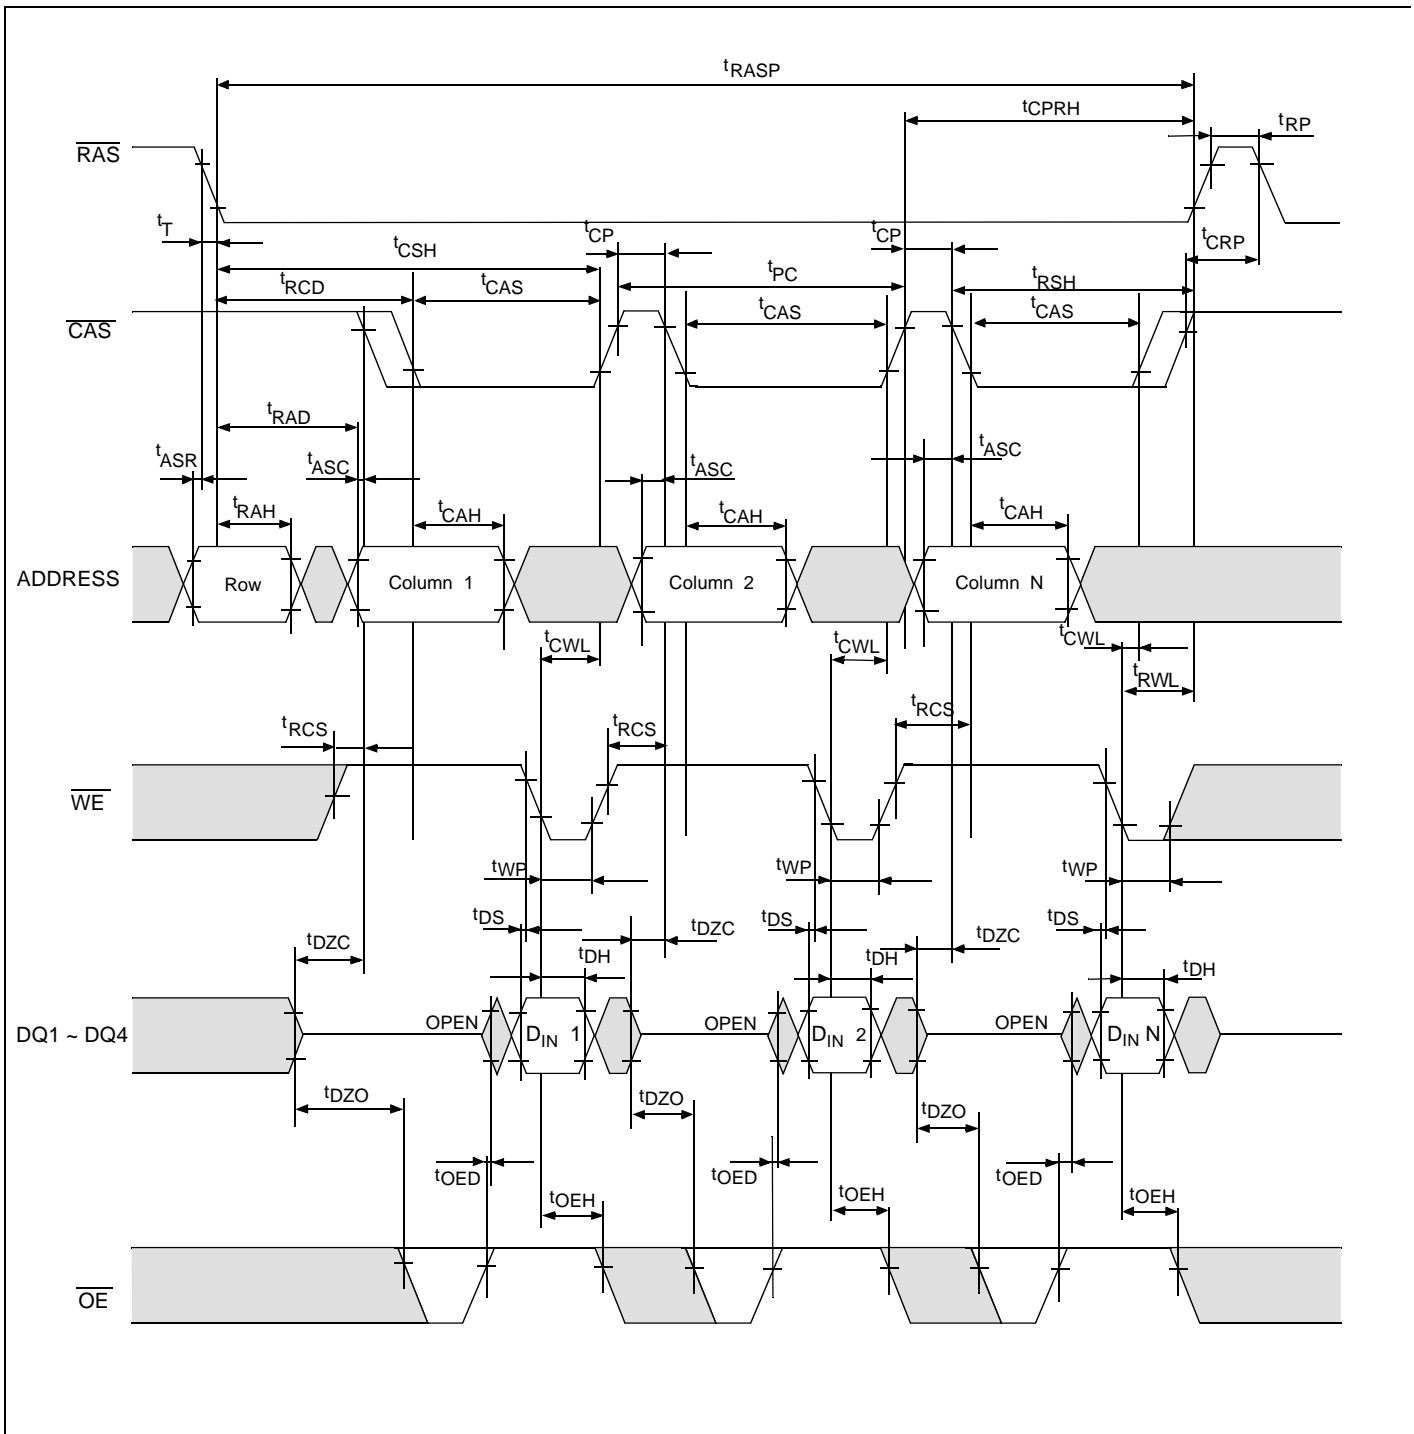 tRASP
tCPRH
tRP
RAS
tT
tCSH
tCP
tCP
tCRP
tRCD
tCAS
tPC
tRSH
CAS
tCAS
tCAS
tRAD
tASR
tASC
tASC
tASC
tRAH
tCAH
tCAH
tCAH
ADDRESS
Row
Column 1
Column 2
Column N
tCWL
tCWL
tCWL
tRWL
tRCS
tRCS
tRCS
WE
tWP
tWP
tWP
tDS
tDZC
tDS
tDZC
tDS
tDZC
tDH
tDH
tDH
DQ1 ~ DQ4
OPEN
DIN 1
OPEN
DIN 2
OPEN
DIN N
tDZO
tDZO
tDZO
tOED
tOED
tOED
tOEH
tOEH
tOEH
OE